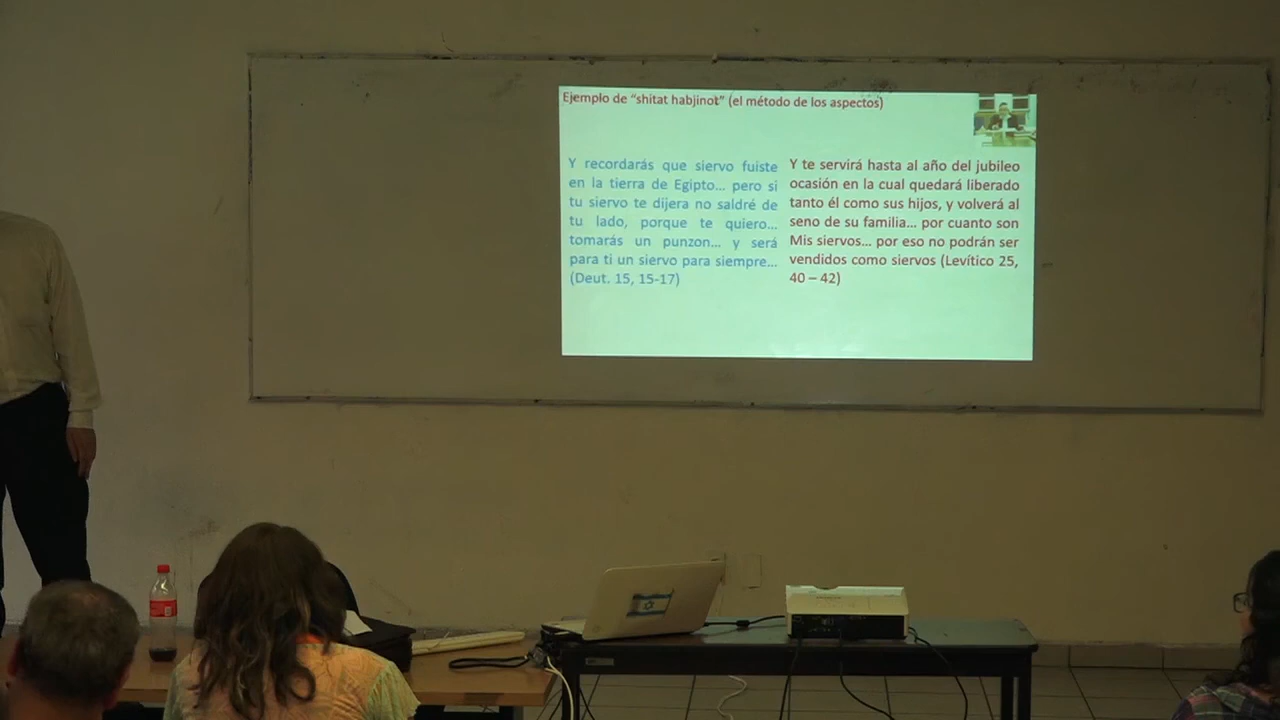 Ejemplo de "shitat habjinot" (el método de los aspectos)
Y recordarás que siervo fuiste
en la tierra de Egipto... pero si
tu siervo te dijera no saldré de
tu lado, porque te quiero...
tomarás un punzon... y será
para ti un siervo para siempre...
(Deut. 15, 15-17)
Y te servirá hasta al año del jubileo
ocasión en la cual quedará liberado
tanto él como sus hijos, y volverá al
seno de su familia... por cuanto son
Mis siervos... por eso no podrán ser
vendidos como siervos (Levítico 25,
40 – 42)